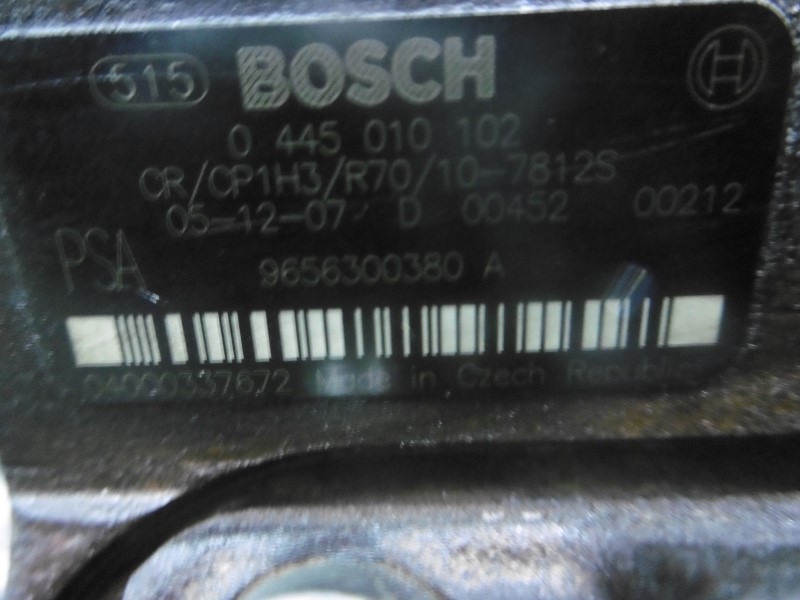 515 BOSCH
0 445 010 102
CR/CP1H3/R70/10-7812S
05-12-07 D 00452 00212
PSA 9656300380 A
04000337672 Made in Czech Republic